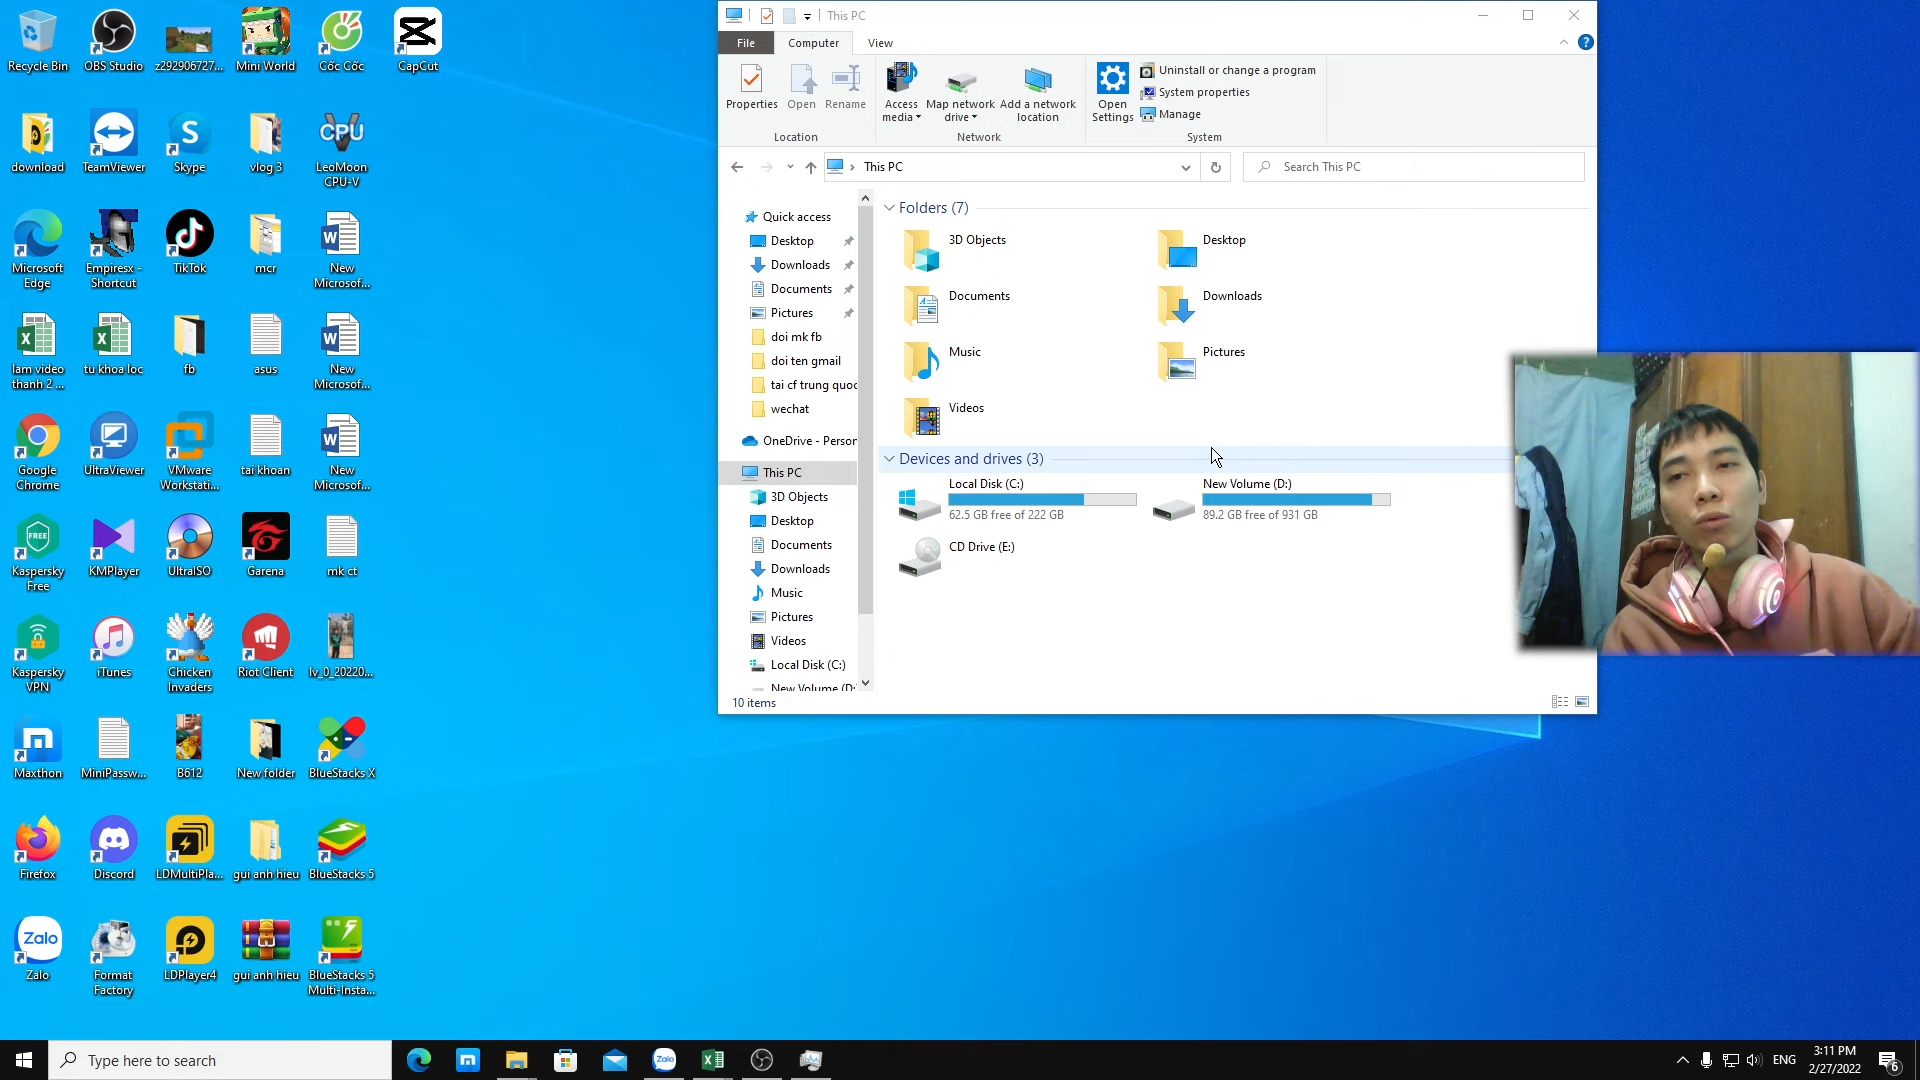 Recycle Bin
OBS Studio
z292906727...
Mini World
Cốc Cốc
CapCut
download
TeamViewer
Skype
vlog 3
LeoMoon
CPU-V
CPU
Microsoft
Edge
Empiresx -
Shortcut
TikTok
mcr
New
Microsof...
lam video
thanh 2 ...
tu khoa loc
fb
asus
New
Microsof...
Google
Chrome
UltraViewer
VMware
Workstati...
tai khoan
New
Microsof...
FREE
Kaspersky
Free
KMPlayer
UltraISO
Garena
mk ct
Kaspersky
VPN
iTunes
Chicken
Invaders
Riot Client
lv_0_20220...
Maxthon
MiniPassw...
B612
New folder
BlueStacks X
Firefox
Discord
LDMultiPla...
gui anh hieu
BlueStacks 5
Zalo
Zalo
Format
Factory
LDPlayer4
gui anh hieu
BlueStacks 5
Multi-Insta...
This PC
File
Computer
View
Properties
Open
Rename
Location
Access
media
Map network
drive
Add a network
location
Network
Open
Settings
Uninstall or change a program
System properties
Manage
System
This PC
Search This PC
Quick access
Desktop
Downloads
Documents
Pictures
doi mk fb
doi ten gmail
tai cf trung quoc
wechat
OneDrive - Person
This PC
3D Objects
Desktop
Documents
Downloads
Music
Pictures
Videos
Local Disk (C:)
New Volume (D:
Folders (7)
3D Objects
Desktop
Documents
Downloads
Music
Pictures
Videos
Devices and drives (3)
Local Disk (C:)
62.5 GB free of 222 GB
New Volume (D:)
89.2 GB free of 931 GB
CD Drive (E:)
10 items
Type here to search
Zalo
ENG
3:11 PM
2/27/2022
6